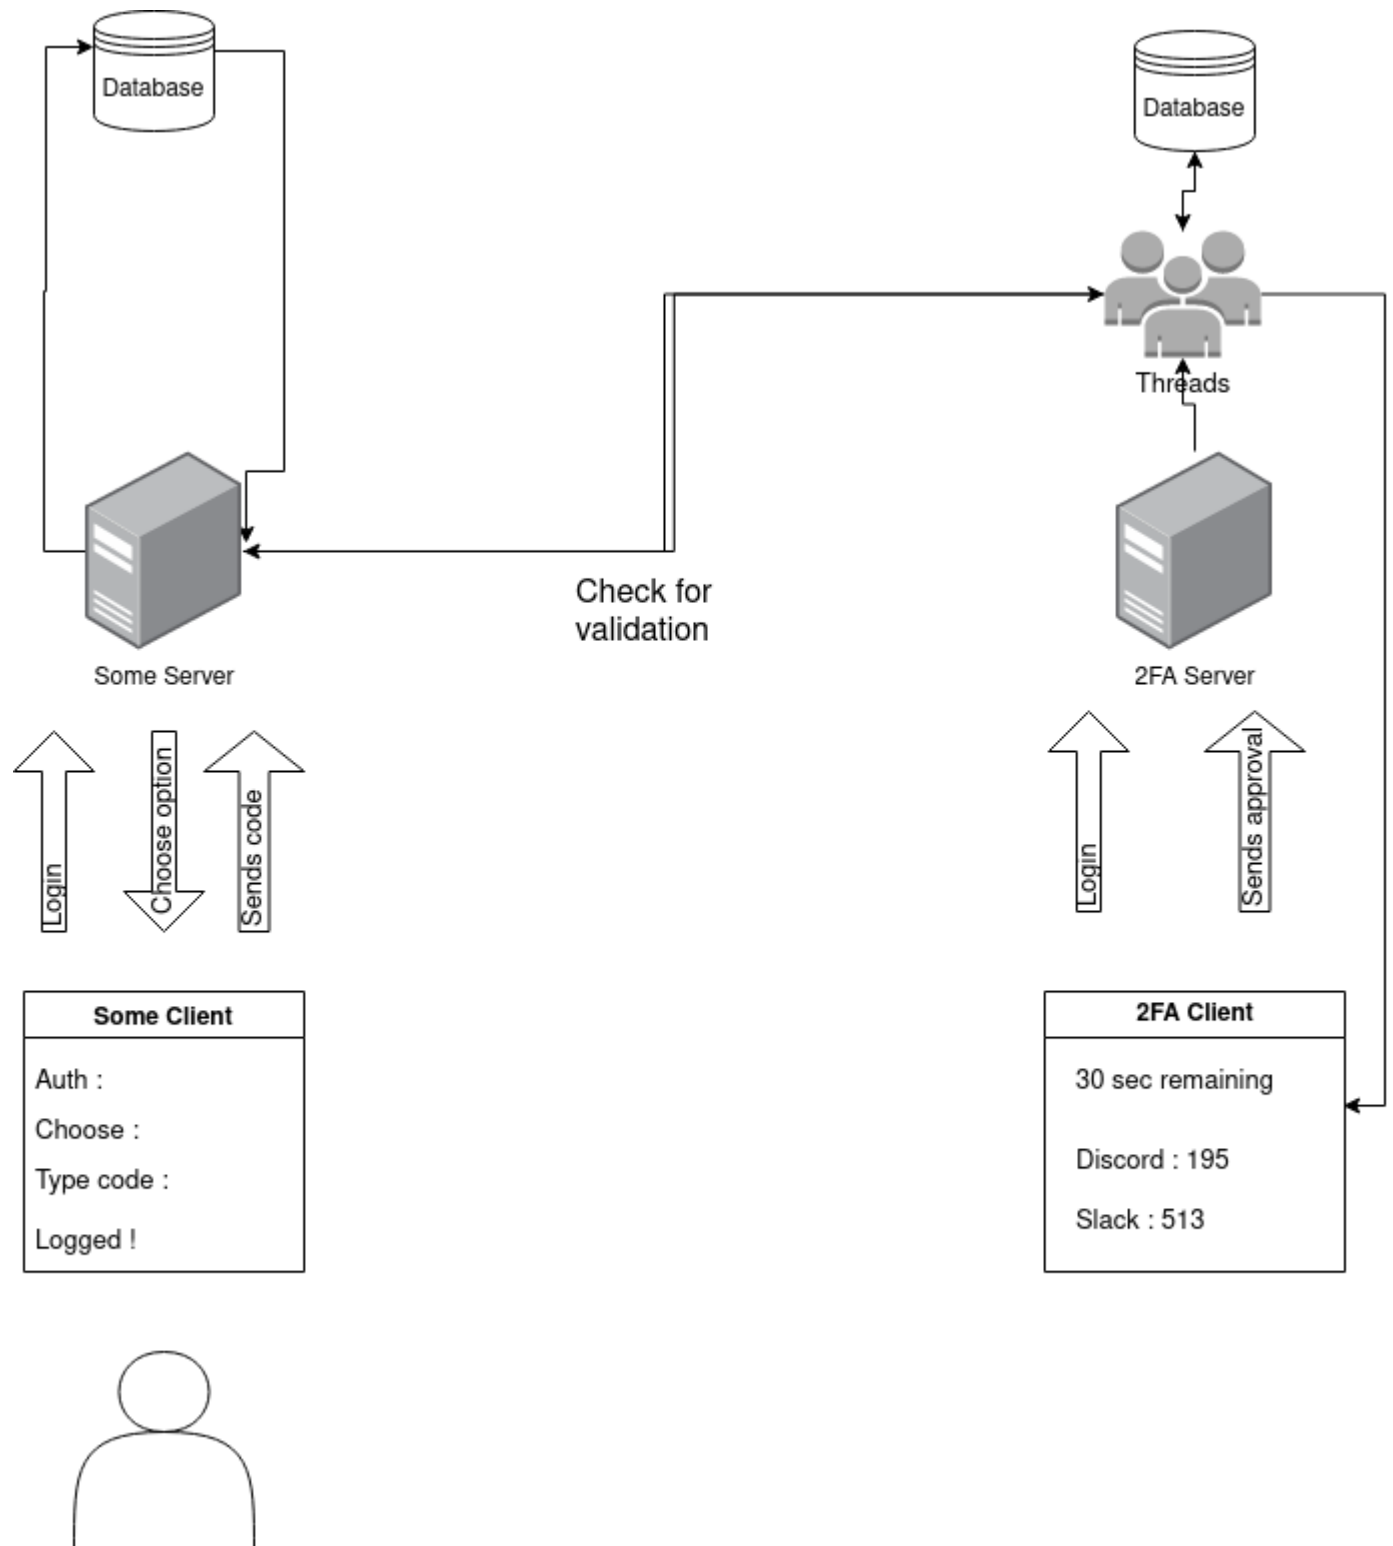 Database
Database
Threads
Check for
validation
Some Server
2FA Server
Login
Choose option
Sends code
Login
Sends approval
Some Client
Auth :
Choose :
Type code :
Logged !
2FA Client
30 sec remaining
Discord : 195
Slack : 513